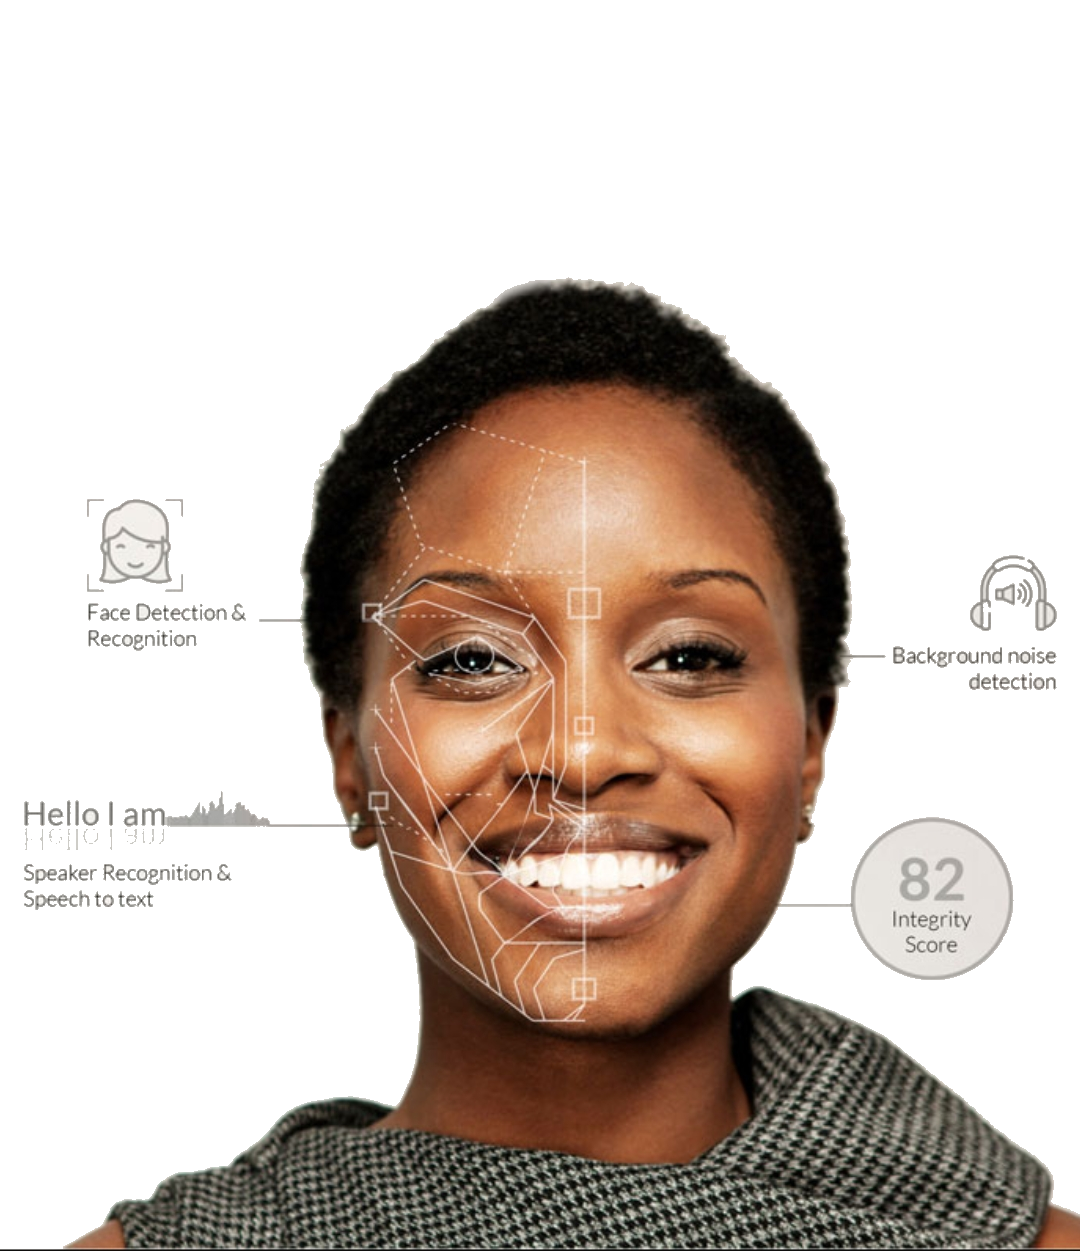 Face Detection &
Recognition
Background noise
detection
Hello I am
Speaker Recognition &
Speech to text
82
Integrity
Score